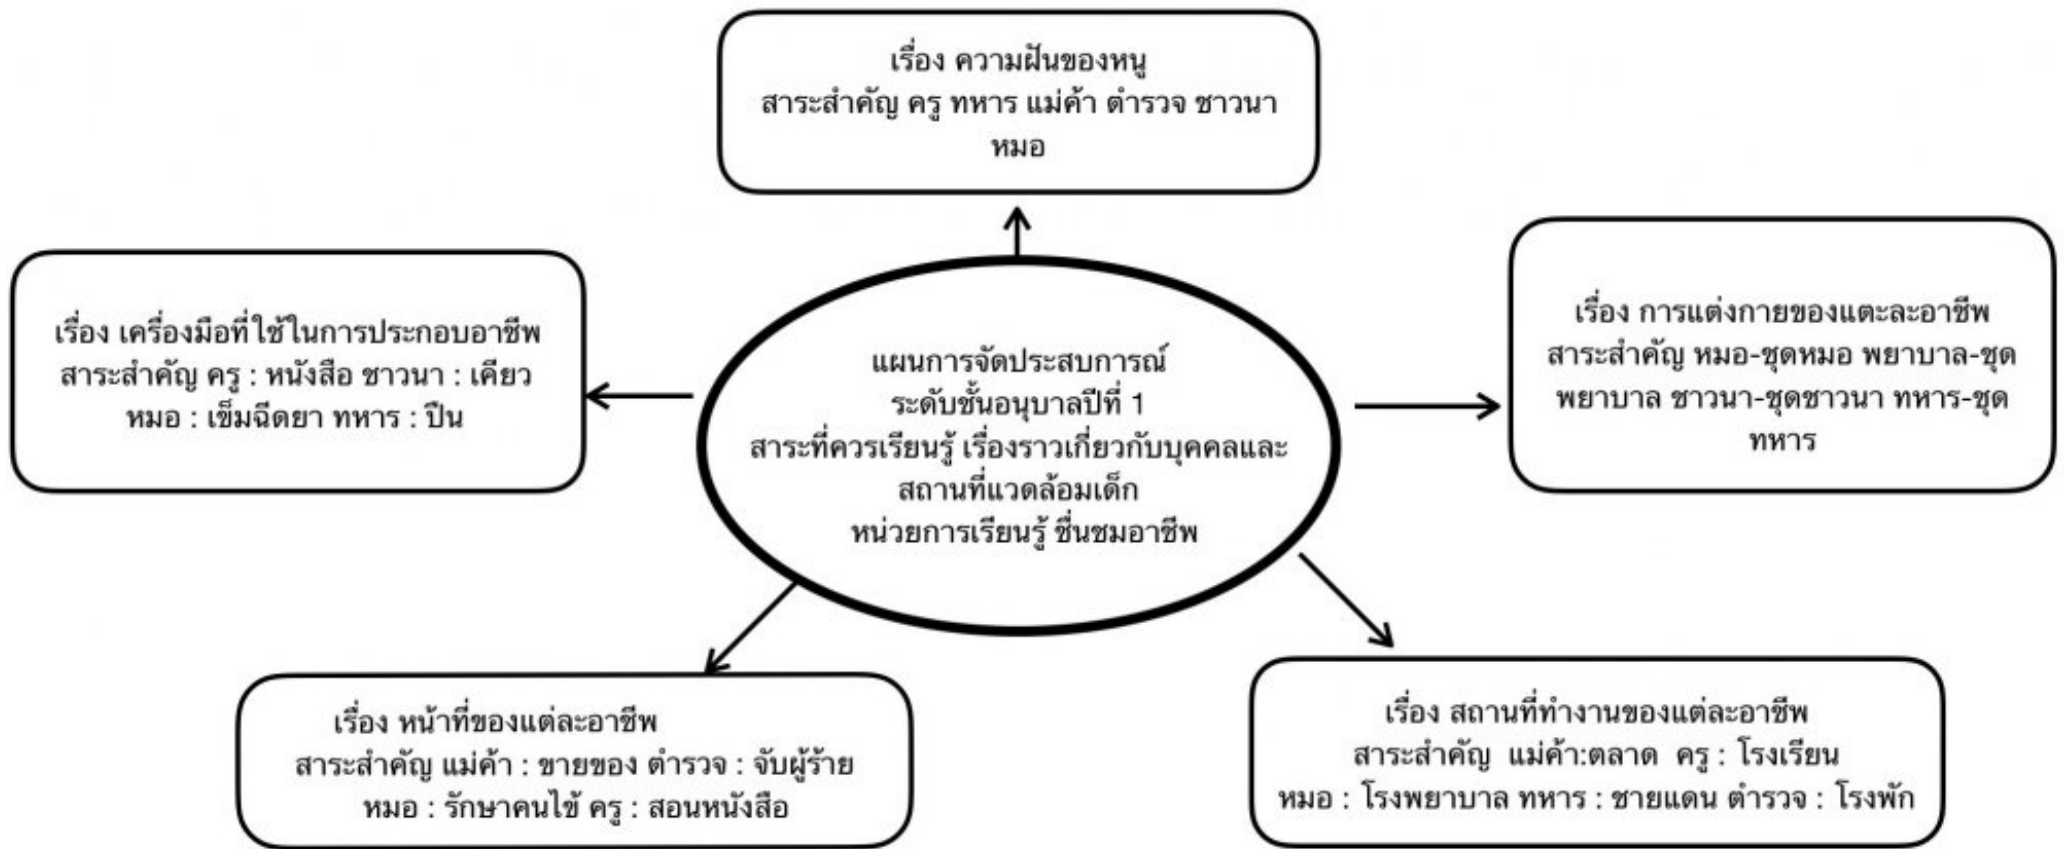 เรื่อง ความฝันของหนู
สาระสำคัญ ครู ทหาร แม่ค้า ตำรวจ ชาวนา
หมอ
เรื่อง เครื่องมือที่ใช้ในการประกอบอาชีพ
สาระสำคัญ ครู : หนังสือ ชาวนา : เคียว
หมอ : เข็มฉีดยา ทหาร : ปืน
แผนการจัดประสบการณ์
ระดับชั้นอนุบาลปีที่ 1
สาระที่ควรเรียนรู้ เรื่องราวเกี่ยวกับบุคคลและ
สถานที่แวดล้อมเด็ก
หน่วยการเรียนรู้ ชื่นชมอาชีพ
เรื่อง การแต่งกายของแตะละอาชีพ
สาระสำคัญ หมอ-ชุดหมอ พยาบาล-ชุด
พยาบาล ชาวนา-ชุดชาวนา ทหาร-ชุด
ทหาร
เรื่อง หน้าที่ของแต่ละอาชีพ
สาระสำคัญ แม่ค้า : ขายของ ตำรวจ : จับผู้ร้าย
หมอ : รักษาคนไข้ ครู : สอนหนังสือ
เรื่อง สถานที่ทำงานของแต่ละอาชีพ
สาระสำคัญ แม่ค้า:ตลาด ครู : โรงเรียน
หมอ : โรงพยาบาล ทหาร : ชายแดน ตำรวจ : โรงพัก